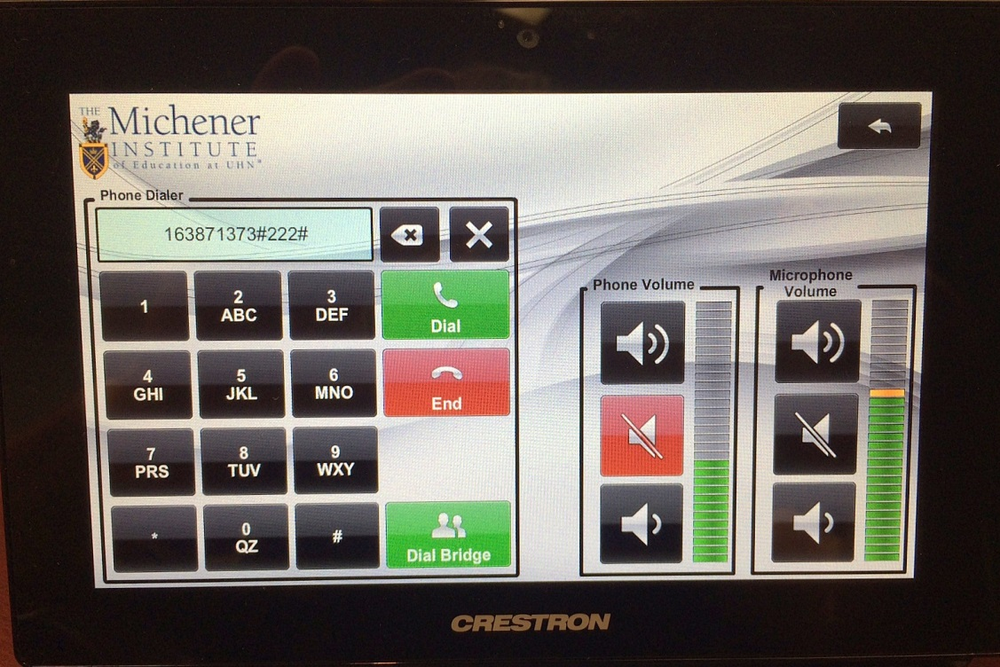 THE
Michener
INSTITUTE
of Education at UHN
Phone Dialer
163871373#222#
1
2
ABC
3
DEF
Dial
4
GHI
5
JKL
6
MNO
End
7
PRS
8
TUV
9
WXY
*
0
QZ
#
Dial Bridge
Phone Volume
Microphone
Volume
CRESTRON